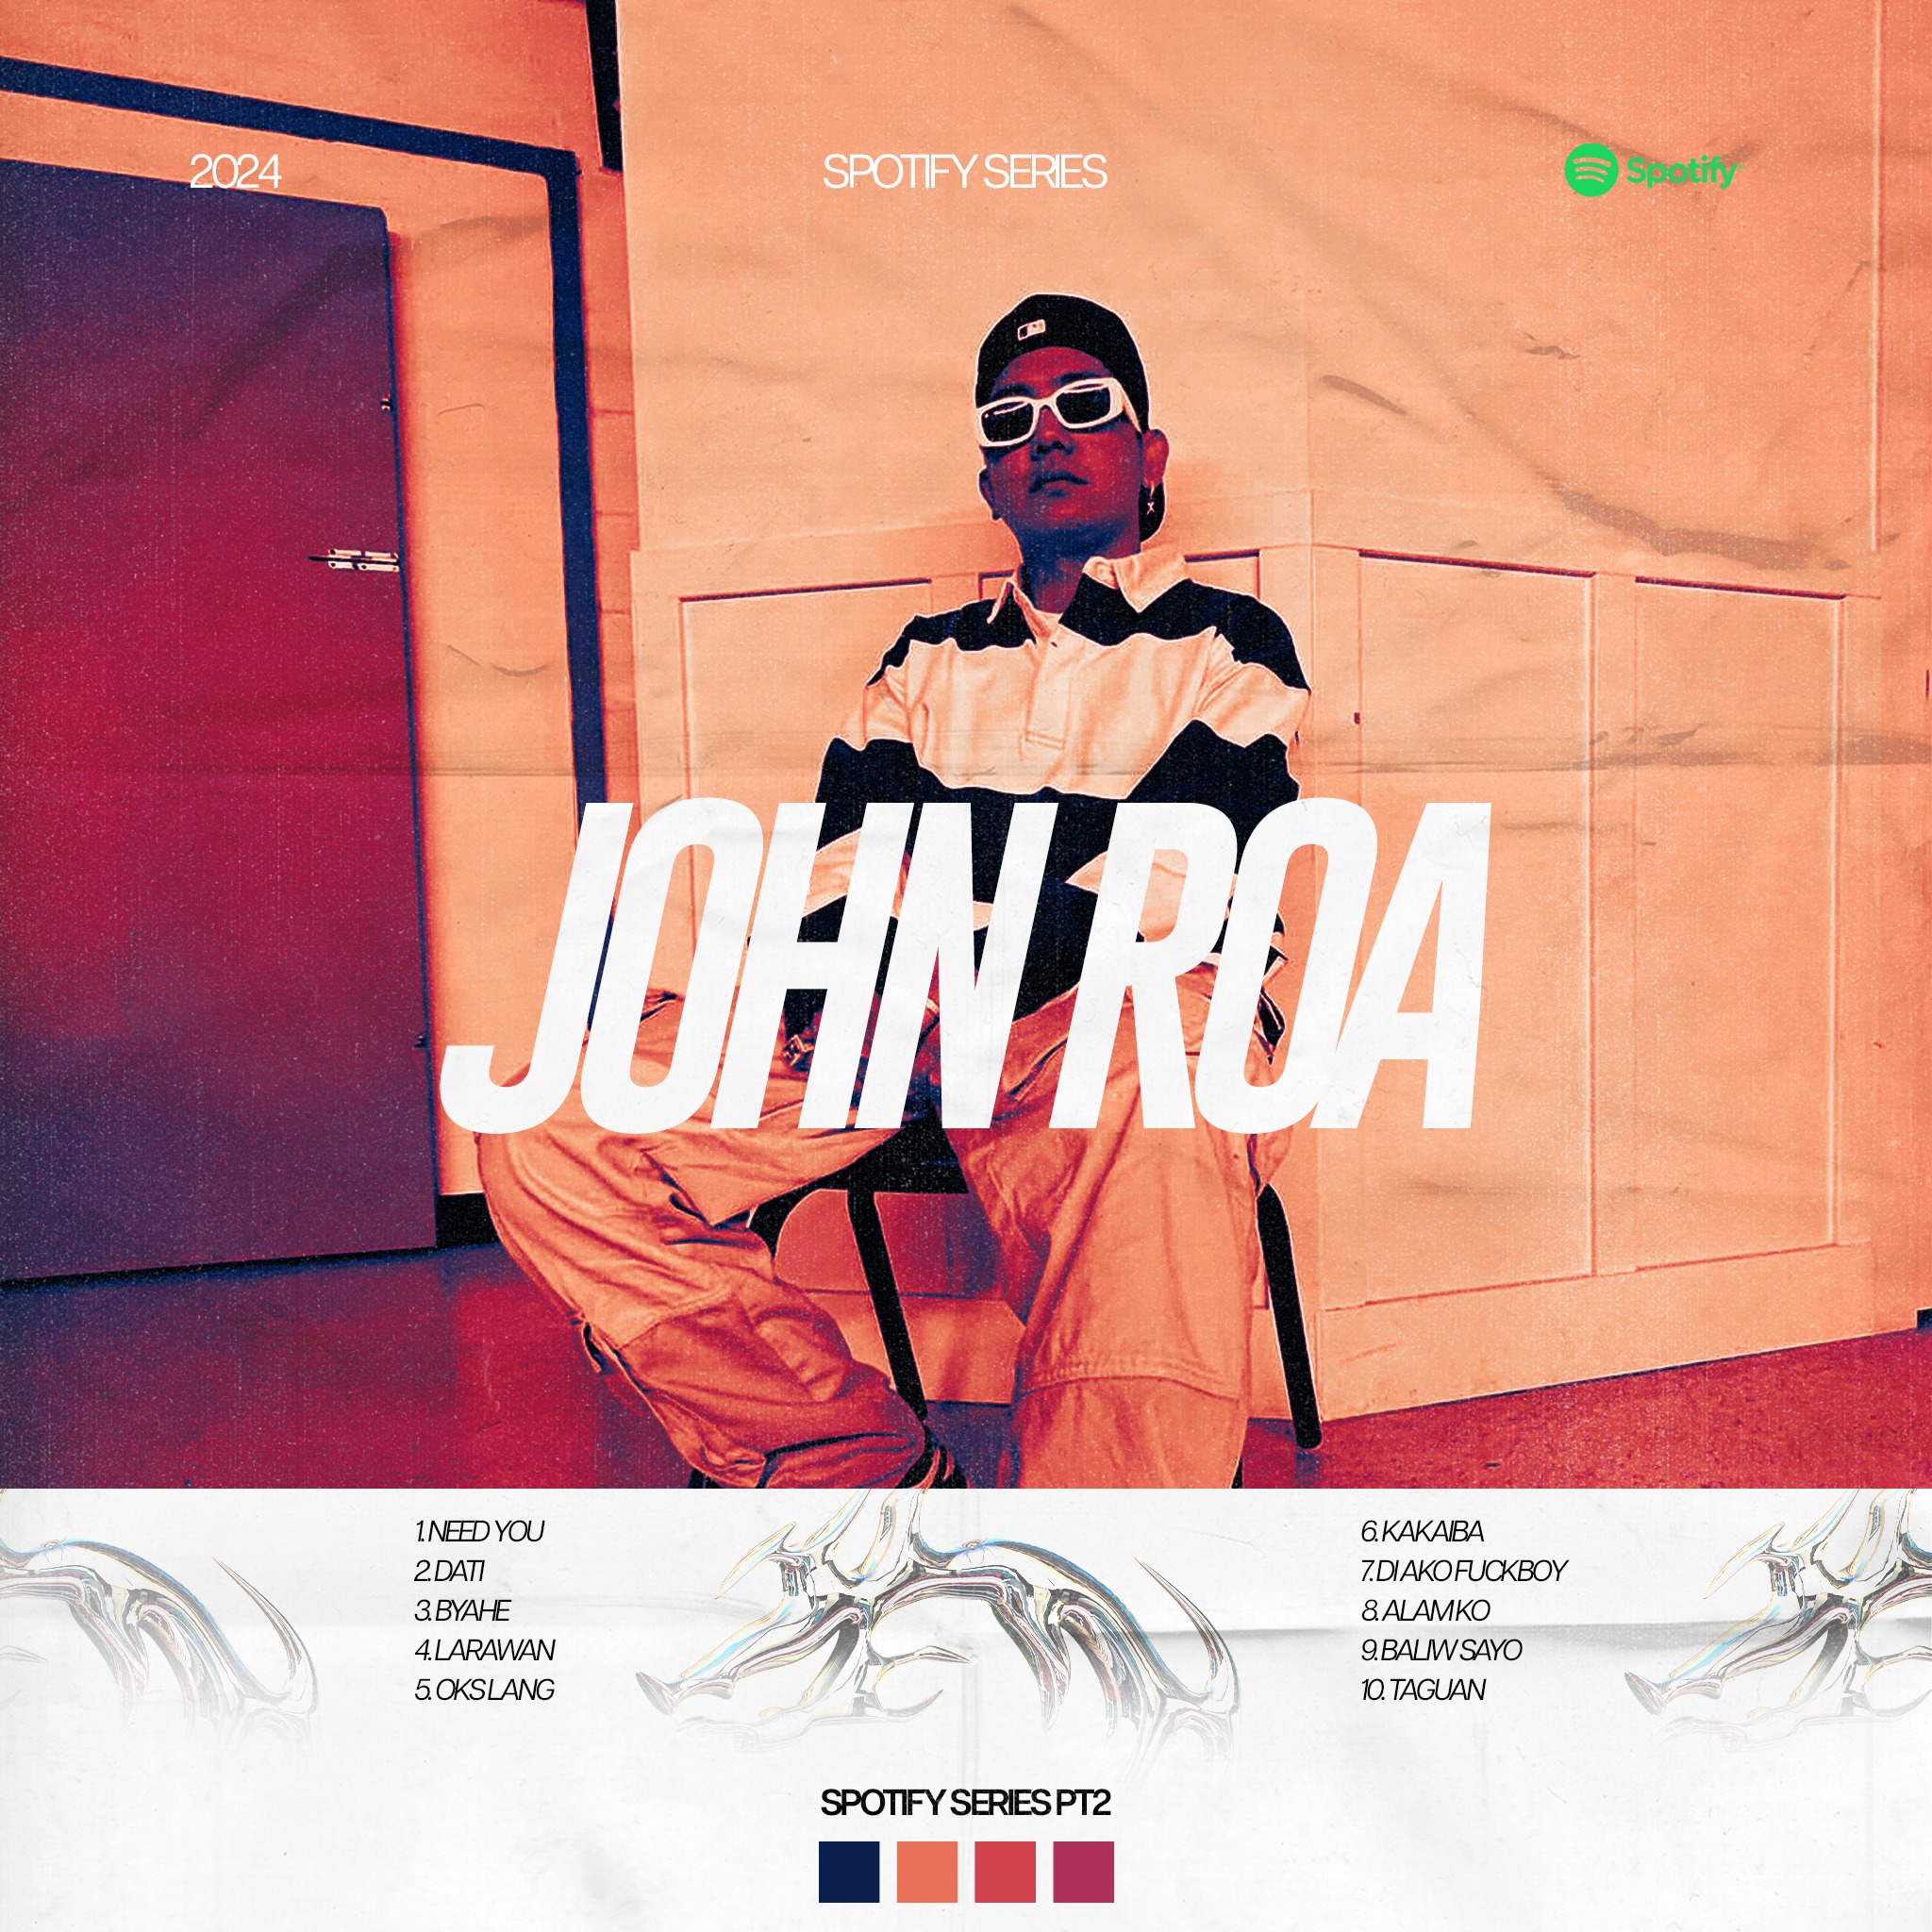 2024
SPOTIFY SERIES
Spotify
JOHN ROA
1. NEED YOU
2. DATI
3. BYAHE
4. LARAWAN
5. OKS LANG
6. KAKAIBA
7. DI AKO FUCKBOY
8. ALAM KO
9. BALIW SAYO
10. TAGUAN
SPOTIFY SERIES PT2